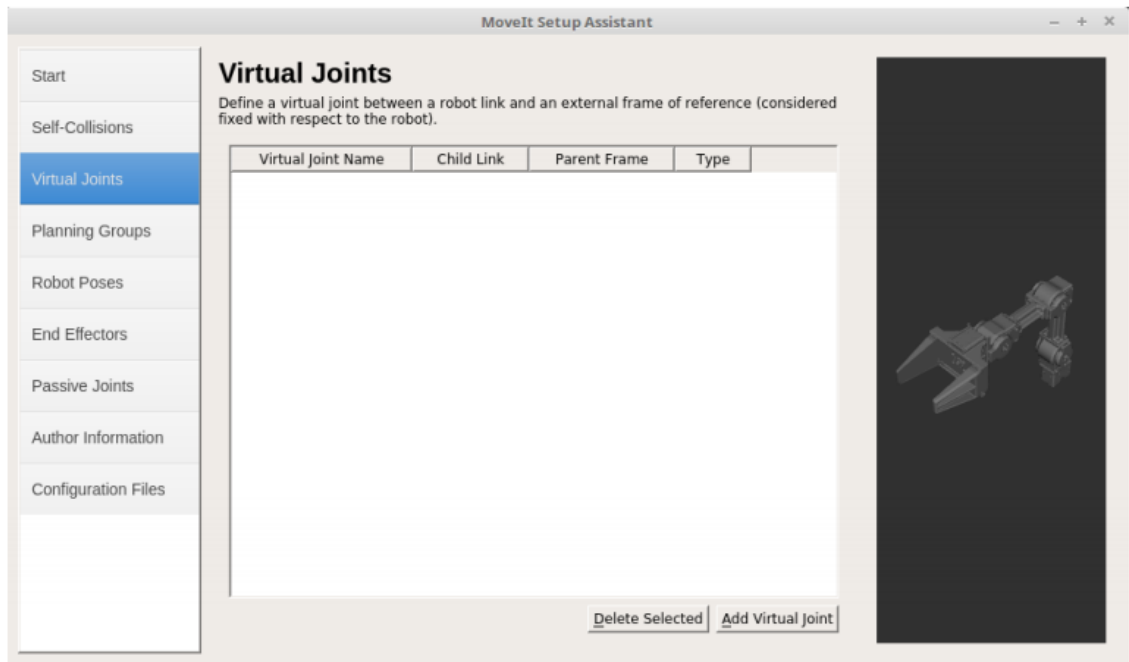 MoveIt Setup Assistant
Start
Self-Collisions
Virtual Joints
Planning Groups
Robot Poses
End Effectors
Passive Joints
Author Information
Configuration Files
Virtual Joints
Define a virtual joint between a robot link and an external frame of reference (considered
fixed with respect to the robot).
Virtual Joint Name Child Link Parent Frame Type
Delete Selected Add Virtual Joint